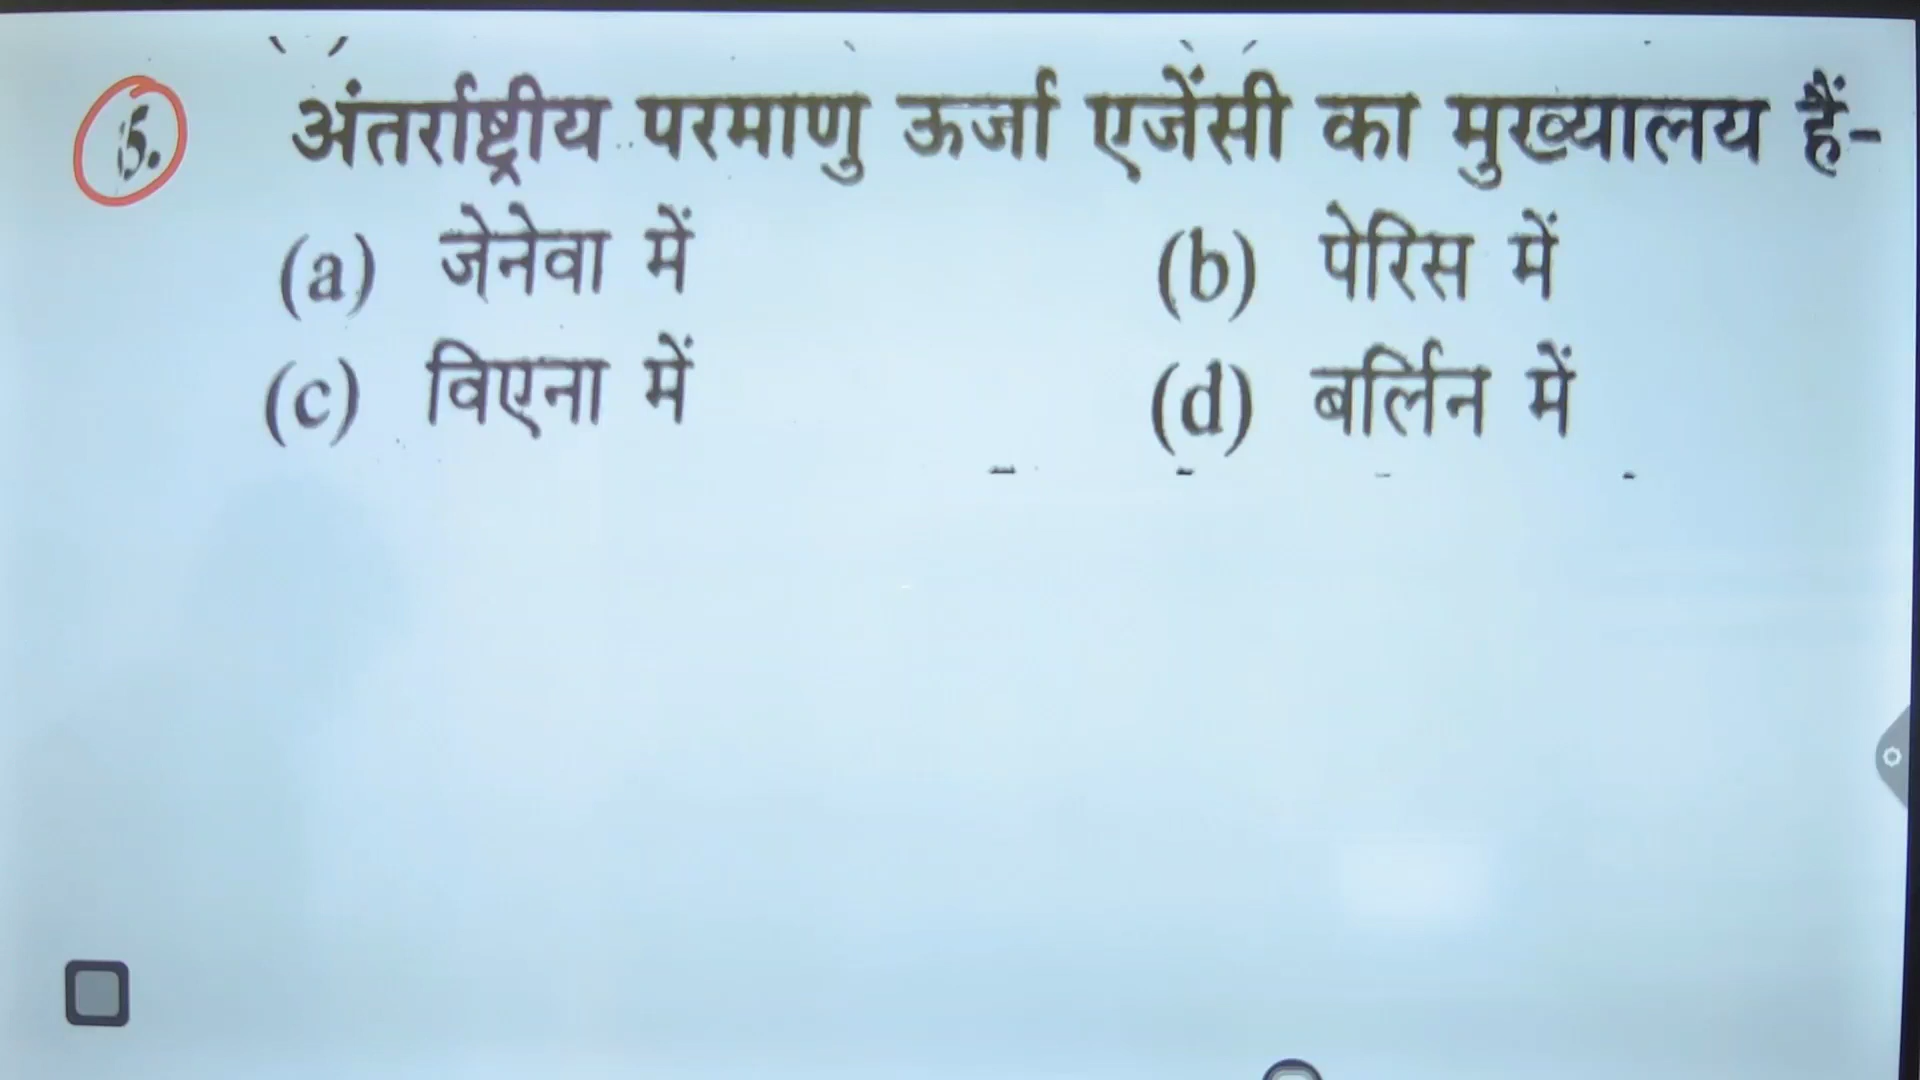 5. अंतर्राष्ट्रीय परमाणु ऊर्जा एजेंसी का मुख्यालय हैं-
(a) जेनेवा में (b) पेरिस में
(c) विएना में (d) बर्लिन में